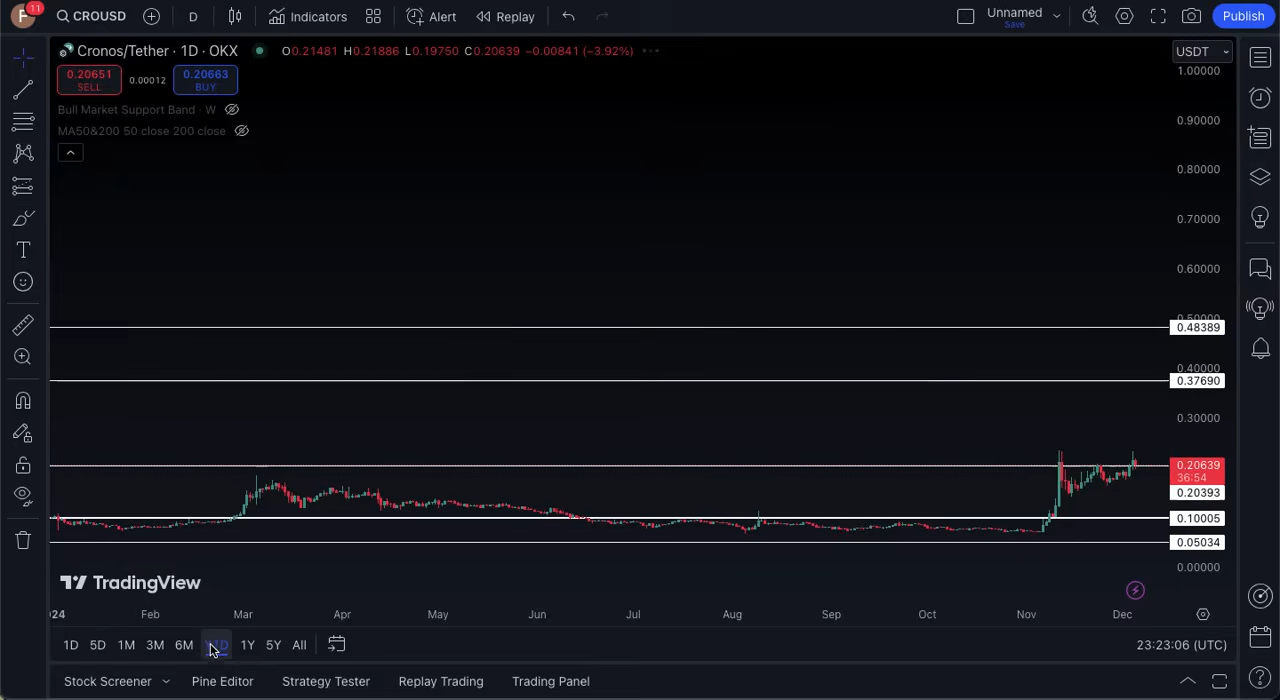 F 11 CROUSD D Indicators Alert Replay Unnamed Save Publish
Cronos/Tether · 1D · OKX O0.21481 H0.21886 L0.19750 C0.20639 −0.00841 (−3.92%) USDT
0.20651 SELL 0.00012 0.20663 BUY
Bull Market Support Band · W
MA50&200 50 close 200 close
1.00000
0.90000
0.80000
0.70000
0.60000
0.50000
0.48389
0.40000
0.37690
0.30000
0.20639
36:54
0.20393
0.10005
0.05034
0.00000
TradingView
Feb Mar Apr May Jun Jul Aug Sep Oct Nov Dec
1D 5D 1M 3M 6M YTD 1Y 5Y All 23:23:06 (UTC)
Stock Screener Pine Editor Strategy Tester Replay Trading Trading Panel